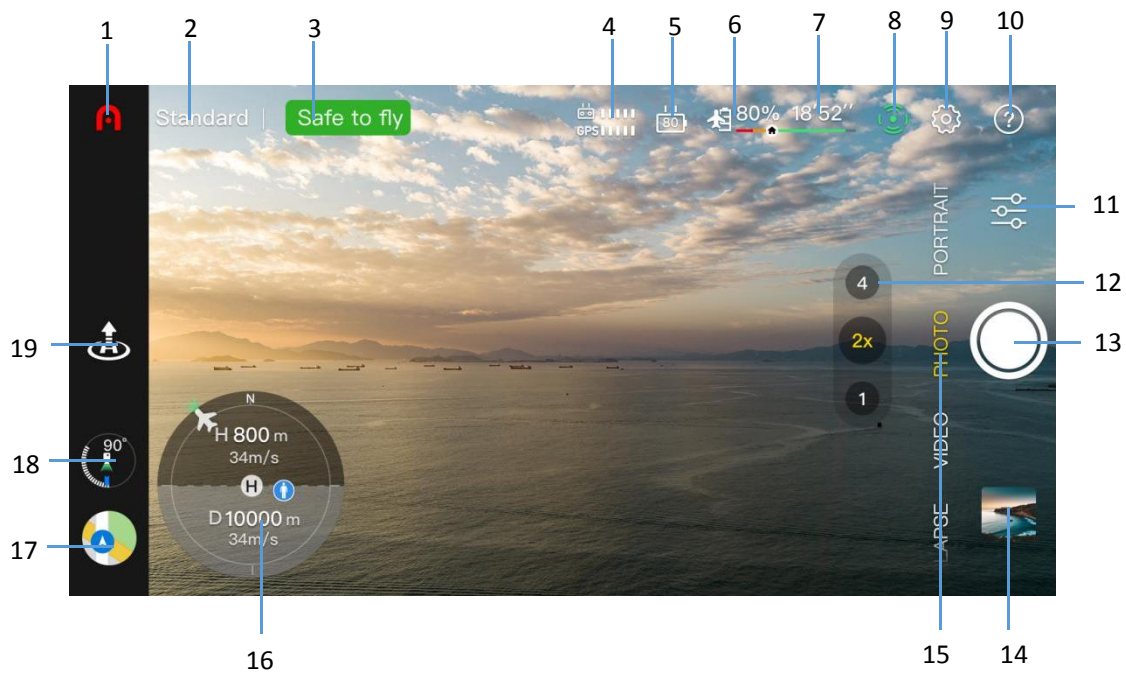 1 2 3 4 5 6 7 8 9 10
Standard | Safe to fly
GPS
80
80% 18'52''
?
PORTRAIT
11
4
12
2x
PHOTO
13
1
19
N
H 800 m
34m/s
90°
18
H
D 10000 m
34m/s
VIDEO
LAPSE
17
16
15
14